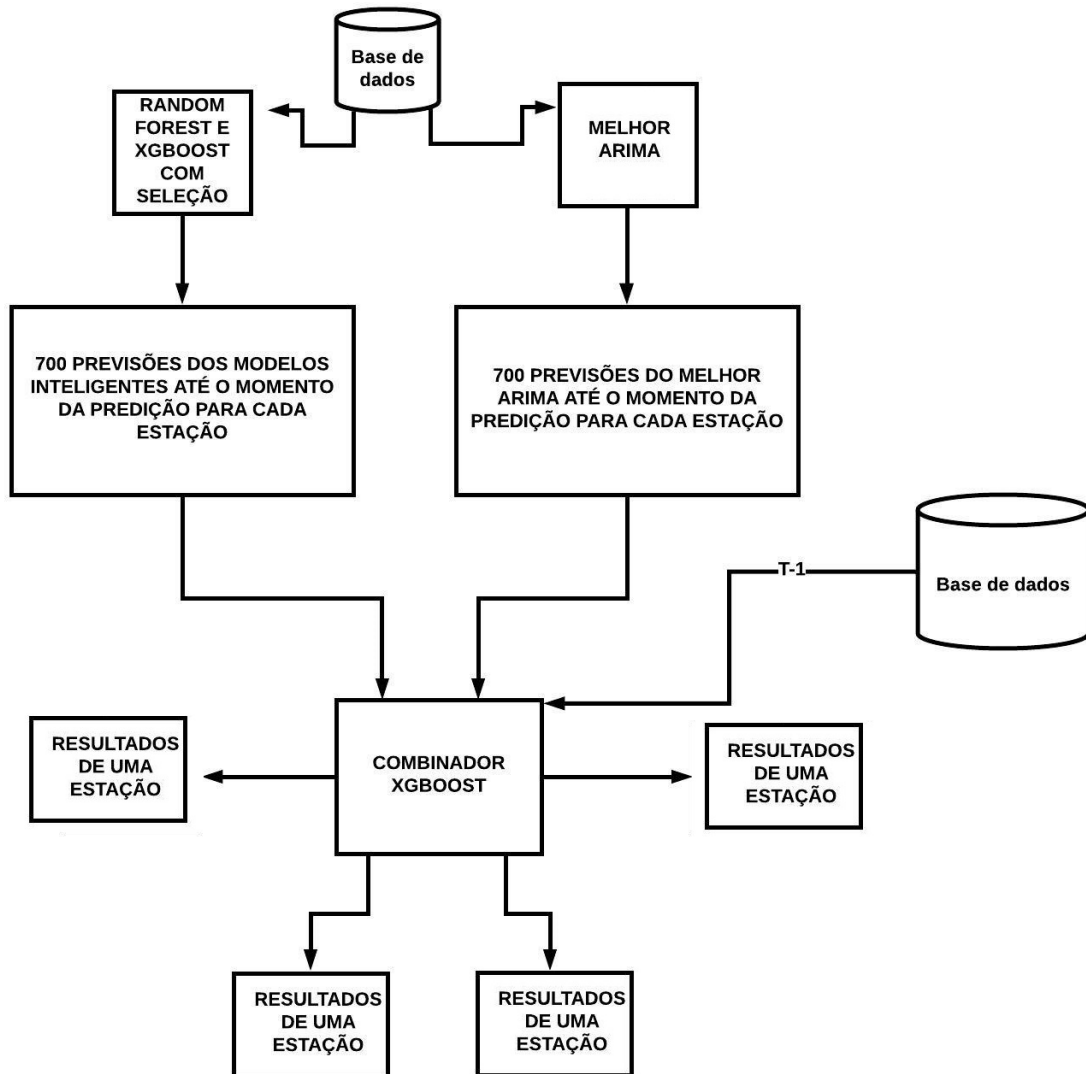 Base de
dados
RANDOM
FOREST E
XGBOOST
COM
SELEÇÃO
MELHOR
ARIMA
700 PREVISÕES DOS MODELOS
INTELIGENTES ATÉ O MOMENTO
DA PREDIÇÃO PARA CADA
ESTAÇÃO
700 PREVISÕES DO MELHOR
ARIMA ATÉ O MOMENTO DA
PREDIÇÃO PARA CADA ESTAÇÃO
T-1
Base de dados
COMBINADOR
XGBOOST
RESULTADOS
DE UMA
ESTAÇÃO
RESULTADOS
DE UMA
ESTAÇÃO
RESULTADOS
DE UMA
ESTAÇÃO
RESULTADOS
DE UMA
ESTAÇÃO